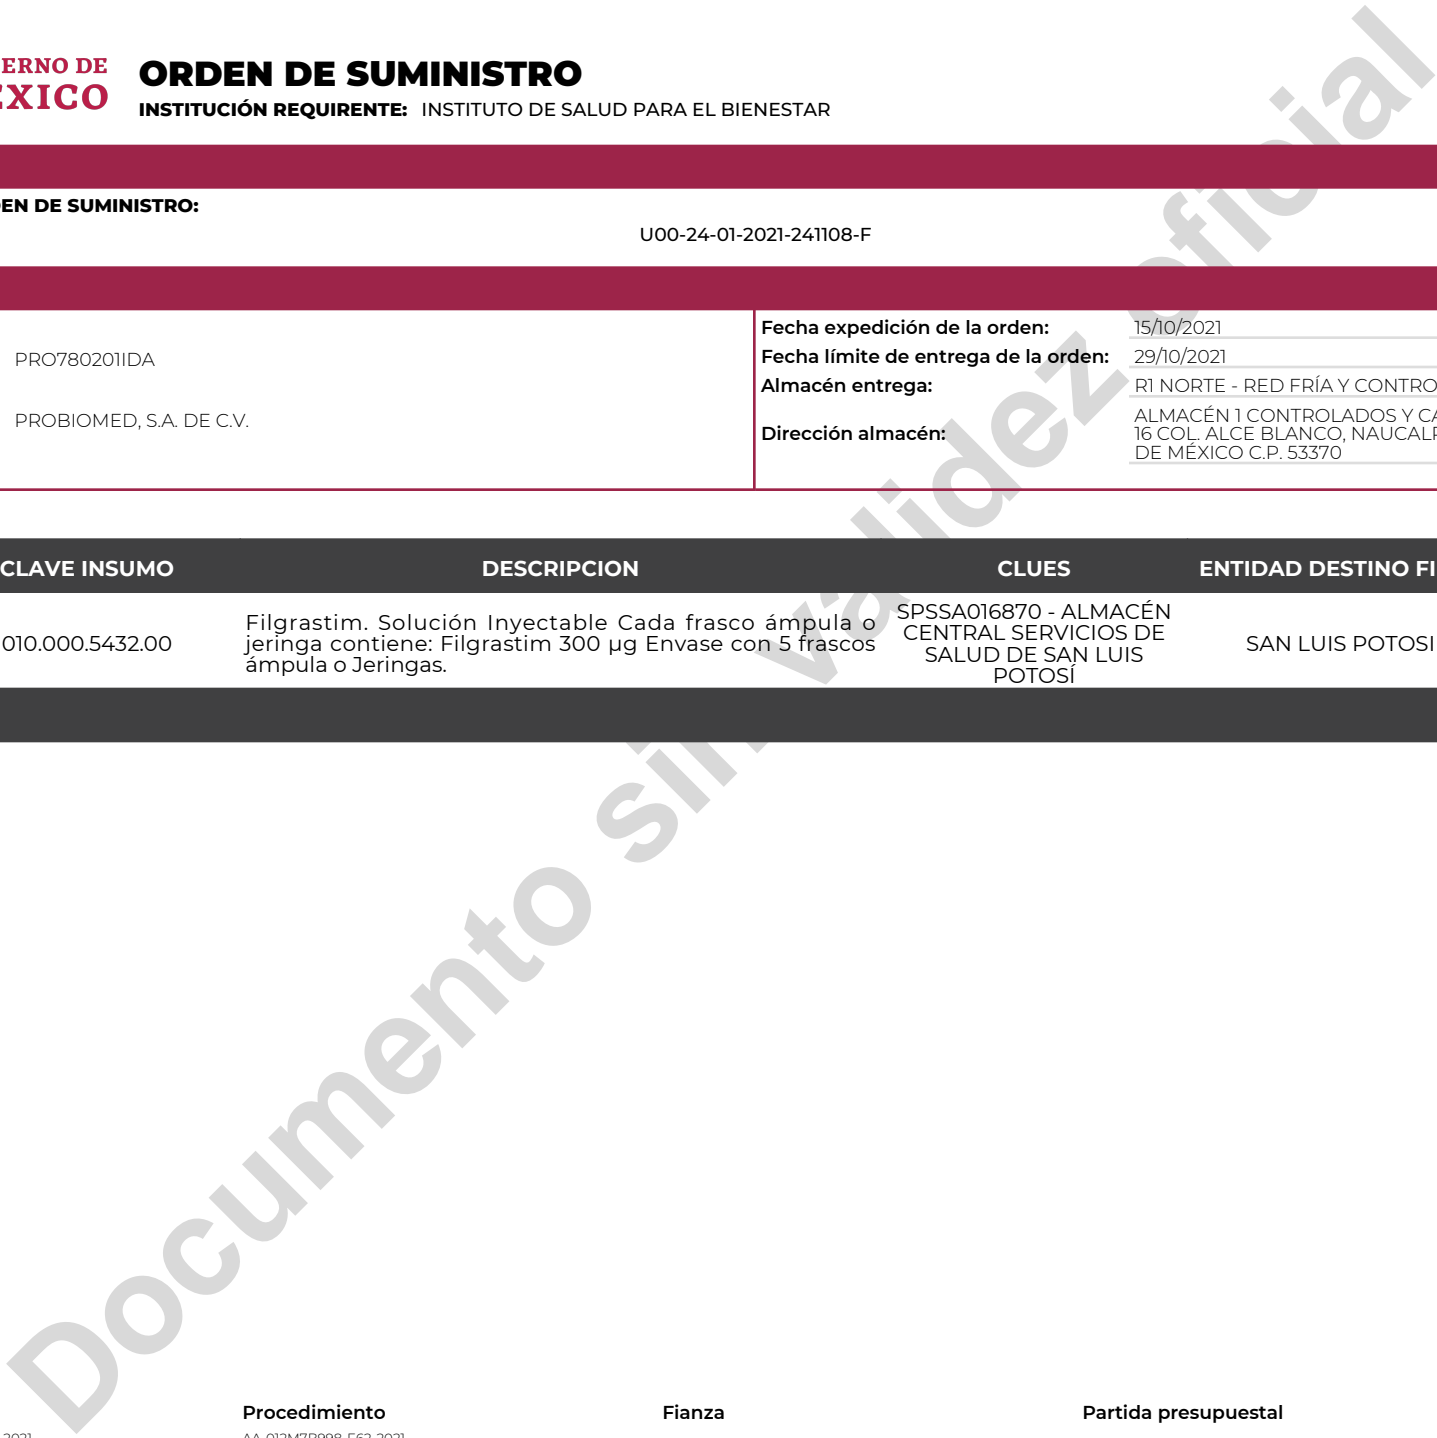 ERNO DE
ORDEN DE SUMINISTRO
INSTITUCIÓN REQUIRENTE: INSTITUTO DE SALUD PARA EL BIENESTAR
EN DE SUMINISTRO:
U00-24-01-2021-241108-F
PRO780201IDA
PROBIOMED, S.A. DE C.V.
Fecha expedición de la orden: 15/10/2021
Fecha límite de entrega de la orden: 29/10/2021
Almacén entrega: R1 NORTE - RED FRÍA Y CONTRO
Dirección almacén:
ALMACÉN 1 CONTROLADOS Y CA
16 COL. ALCE BLANCO, NAUCALP
DE MÉXICO C.P. 53370
CLAVE INSUMO DESCRIPCION CLUES ENTIDAD DESTINO FI
010.000.5432.00
Filgrastim. Solución Inyectable Cada frasco ámpula o
jeringa contiene: Filgrastim 300 µg Envase con 5 frascos
ámpula o Jeringas.
SPSSA016870 - ALMACÉN
CENTRAL SERVICIOS DE
SALUD DE SAN LUIS
POTOSÍ
SAN LUIS POTOSI
Documento sin validez oficial
Procedimiento Fianza Partida presupuestal